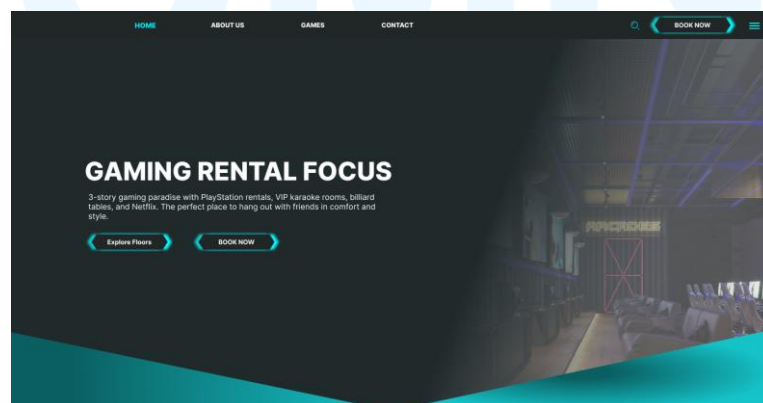 HOME ABOUT US GAMES CONTACT BOOK NOW
GAMING RENTAL FOCUS
3-story gaming paradise with PlayStation rentals, VIP karaoke rooms, billiard
tables, and Netflix. The perfect place to hang out with friends in comfort and
style.
Explore Floors BOOK NOW
ARCADES